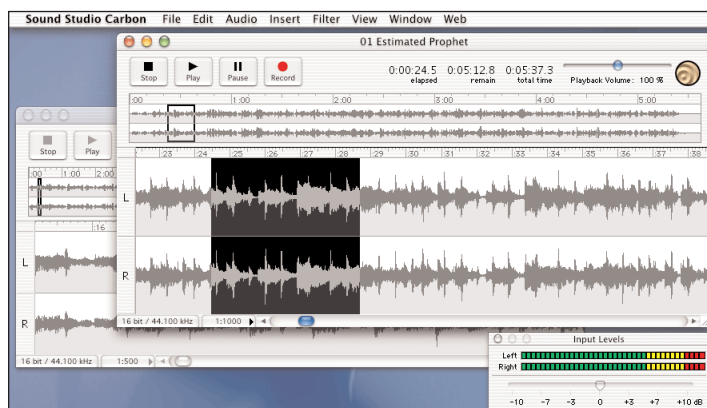 Sound Studio Carbon File Edit Audio Insert Filter View Window Web
01 Estimated Prophet
Stop Play Pause Record
0:00:24.5 0:05:12.8 0:05:37.3
elapsed remain total time
Playback Volume: 100 %
:00 1:00 2:00 3:00 4:00 5:00
:23 :24 :25 :26 :27 :28 :29 :30 :31 :32 :33 :34 :35 :36 :37 :38
L
R
16 bit / 44.100 kHz 1:1000
Stop Play
:00 1:00 2:00
:16
L
R
16 bit / 44.100 kHz 1:500
Input Levels
Left
Right
-10 -7 -3 0 +3 +7 +10 dB